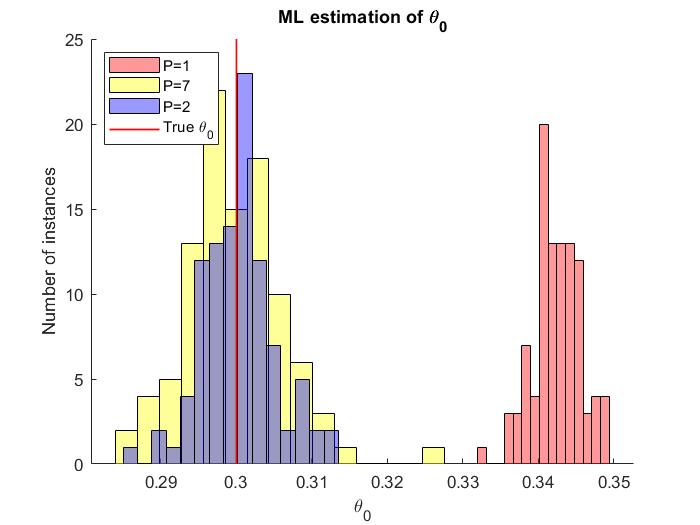 ML estimation of θ0
25
20
15
10
5
0
Number of instances
P=1
P=7
P=2
True θ0
0.29 0.3 0.31 0.32 0.33 0.34 0.35
θ0